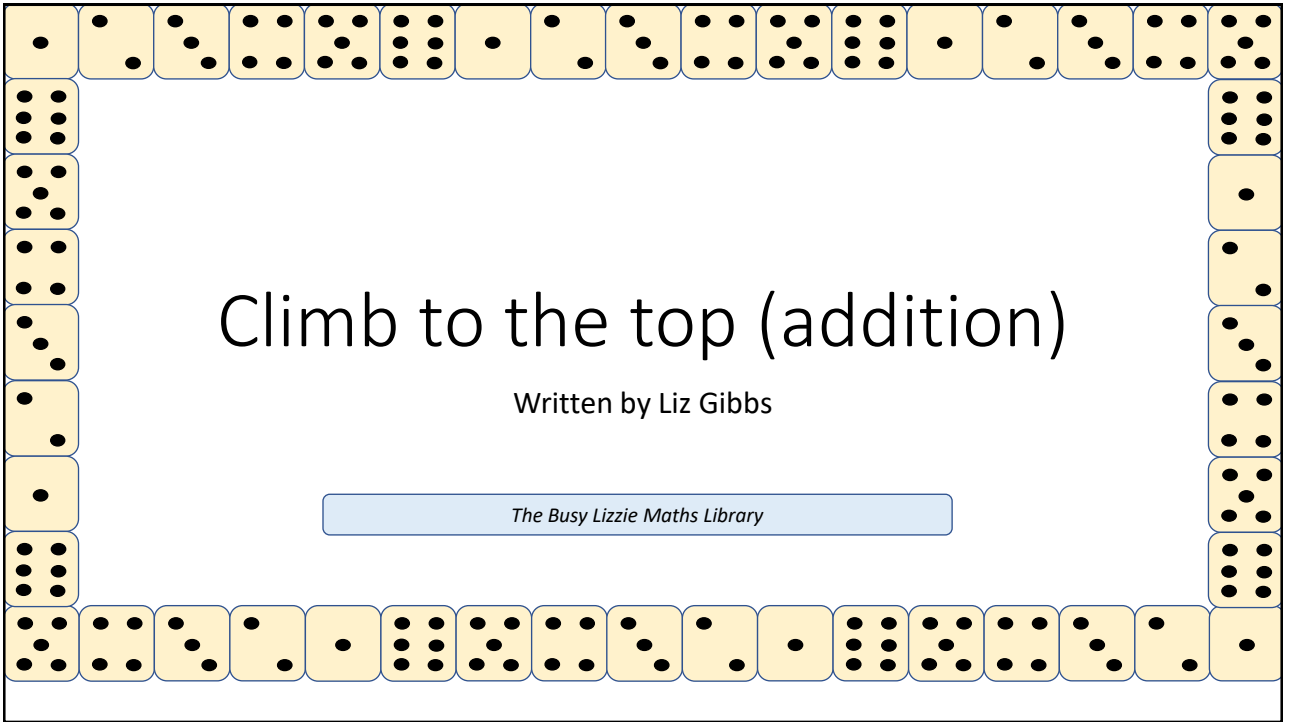 Climb to the top (addition)
Written by Liz Gibbs
The Busy Lizzie Maths Library